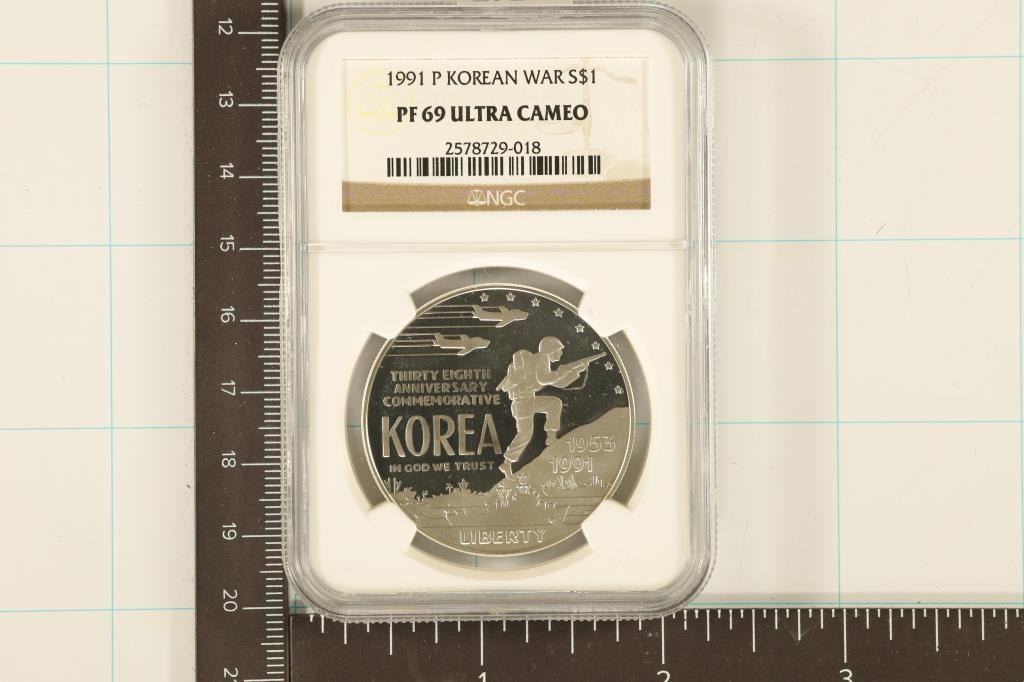 1991 P KOREAN WAR S$1
PF 69 ULTRA CAMEO
2578729-018
NGC
THIRTY EIGHTH
ANNIVERSARY
COMMEMORATIVE
KOREA
IN GOD WE TRUST
1953
1991
LIBERTY
12
13
14
15
16
17
18
19
20
1
2
3